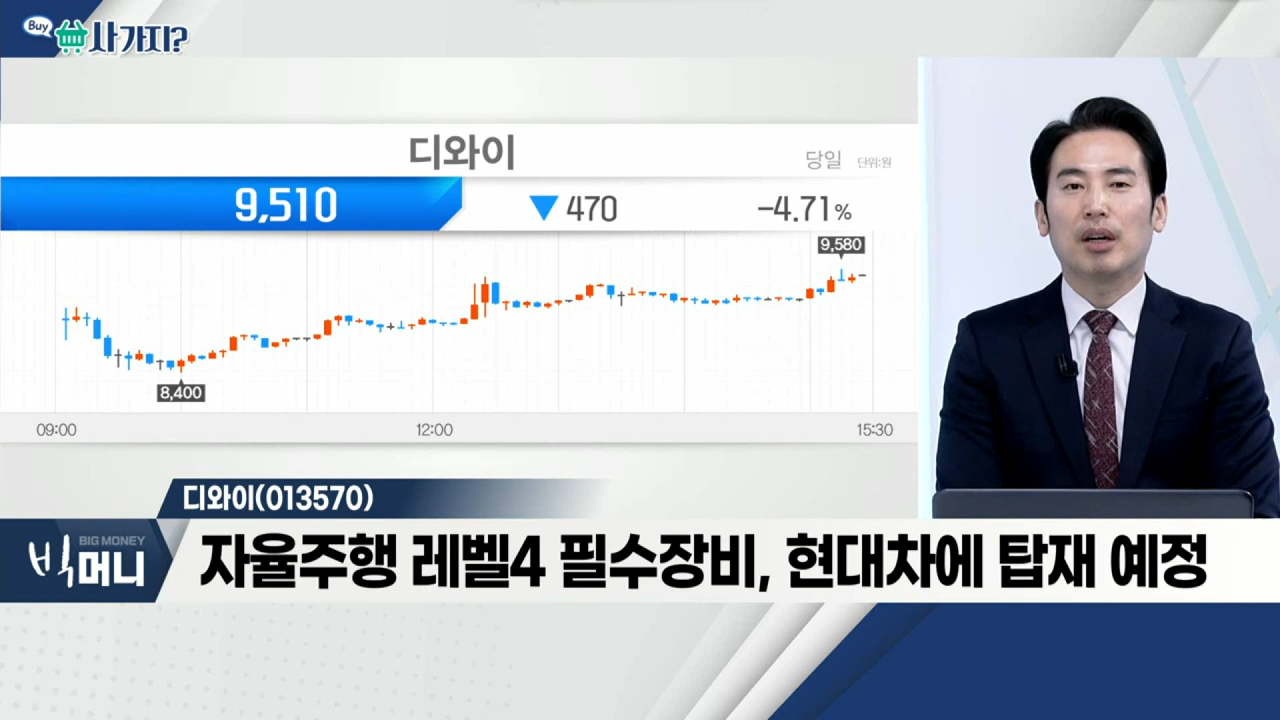 Buy
사가지?
디와이
당일 단위:원
9,510 ▼ 470 -4.71%
9,580
8,400
09:00 12:00 15:30
디와이(013570)
BIG MONEY
빅머니
자율주행 레벨4 필수장비, 현대차에 탑재 예정